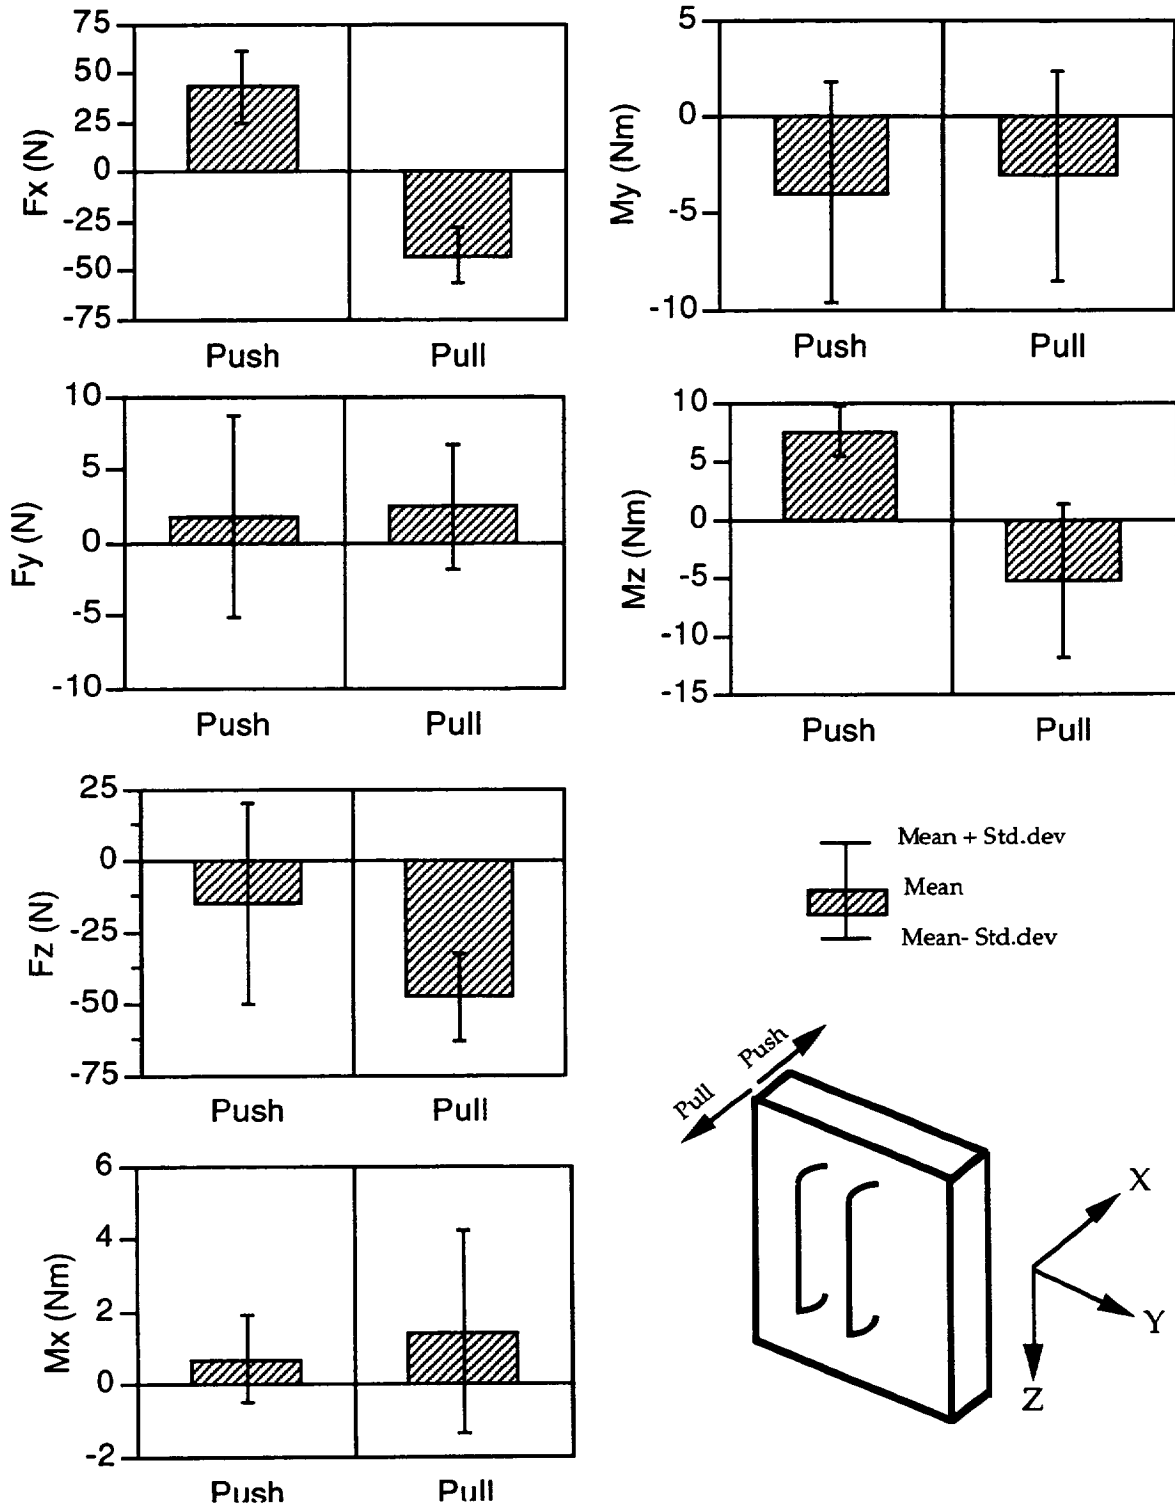 75
50
25
0
-25
-50
-75
Fx (N)
Push Pull
5
0
-5
-10
My (Nm)
Push Pull
10
5
0
-5
-10
Fy (N)
Push Pull
10
5
0
-5
-10
-15
Mz (Nm)
Push Pull
25
0
-25
-50
-75
Fz (N)
Push Pull
Mean + Std.dev
Mean
Mean- Std.dev
6
4
2
0
-2
Mx (Nm)
Push Pull
Push
Pull
X
Y
Z